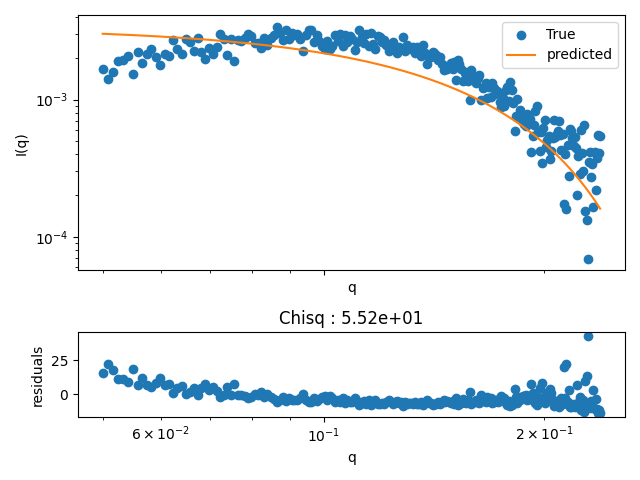 True
predicted
10⁻³
10⁻⁴
I(q)
q
Chisq : 5.52e+01
25
0
residuals
6 × 10⁻²
10⁻¹
2 × 10⁻¹
q